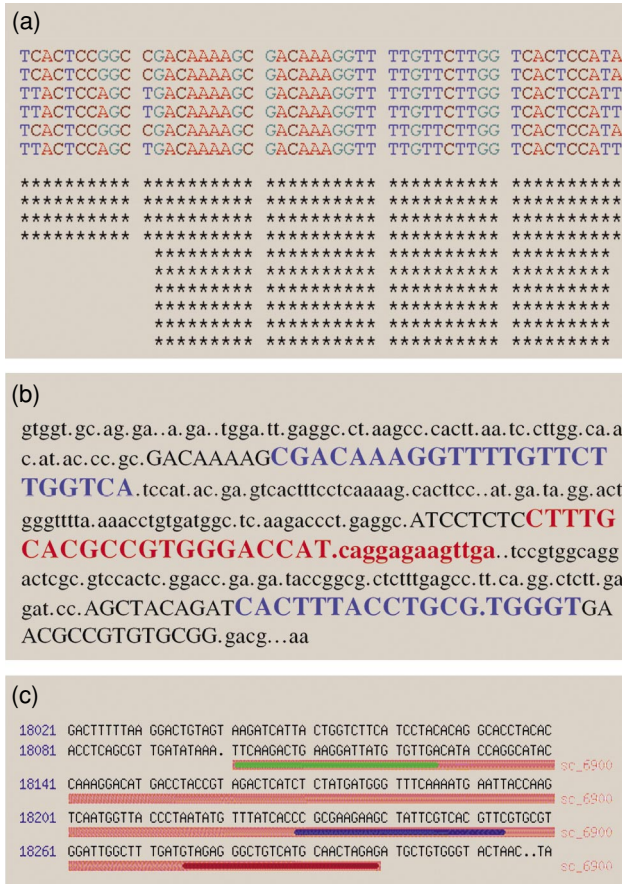 (a)
TCACTCCGGC CGACAAAAGC GACAAAGGTT TTGTTCTTGG TCACTCCATA
TCACTCCGGC CGACAAAAGC GACAAAGGTT TTGTTCTTGG TCACTCCATA
TTACTCCAGC TGACAAAAGC GACAAAGGTT TTGTTCTTGG TCACTCCATT
TTACTCCAGC TGACAAAAGC GACAAAGGTT TTGTTCTTGG TCACTCCATT
TCACTCCGGC CGACAAAAGC GACAAAGGTT TTGTTCTTGG TCACTCCATA
TTACTCCAGC TGACAAAAGC GACAAAGGTT TTGTTCTTGG TCACTCCATT
********** ********** ********** ********** **********
********** ********** ********** ********** **********
********** ********** ********** ********** **********
********** ********** ********** ********** **********
********* ********** ********** *********
********* ********** ********** *********
********* ********** ********** *********
********* ********** ********** *********
********* ********** ********** *********
(b)
gtggt.gc.ag.ga..a.ga..tgga.tt.gaggc.ct.aagcc.cactt.aa.tc.cttgg.ca.a
c.at.ac.cc.gc.GACAAAAGCGACAAAGGTTTTGTTCT
TGGTCA.tccat.ac.ga.gtcactttcctcaaaag.cacttcc..at.ga.ta.gg.act
gggtttta.aaacctgtgatggc.tc.aagaccct.gaggc.ATCCTCTCCTTTG
CACGCCGTGGGACCAT.caggagaagttga..tccgtggcagg
actcgc.gtccactc.ggacc.ga.ga.taccggcg.ctctttgagcc.tt.ca.gg.ctctt.ga
gat.cc.AGCTACAGATCACTTTACCTGCG.TGGGTGA
ACGCCGTGTGCGG.gacg...aa
(c)
18021 GACTTTTTAA GGACTGTAGT AAGATCATTA CTGGTCTTCA TCCTACACAG GCACCTACAC
18081 ACCTCAGCGT TGATATAAA. TTCAAGACTG AAGGATTATG TGTTGACATA CCAGGCATAC
sc_6900
18141 CAAAGGACAT GACCTACCGT AGACTCATCT CTATGATGGG TTTCAAAATG AATTACCAAG
sc_6900
18201 TCAATGGTTA CCCTAATATG TTTATCACCC GCGAAGAAGC TATTCGTCAC GTTCGTGCGT
sc_6900
18261 GGATTGGCTT TGATGTAGAG GGCTGTCATG CAACTAGAGA TGCTGTGGGT ACTAAC..TA
sc_6900